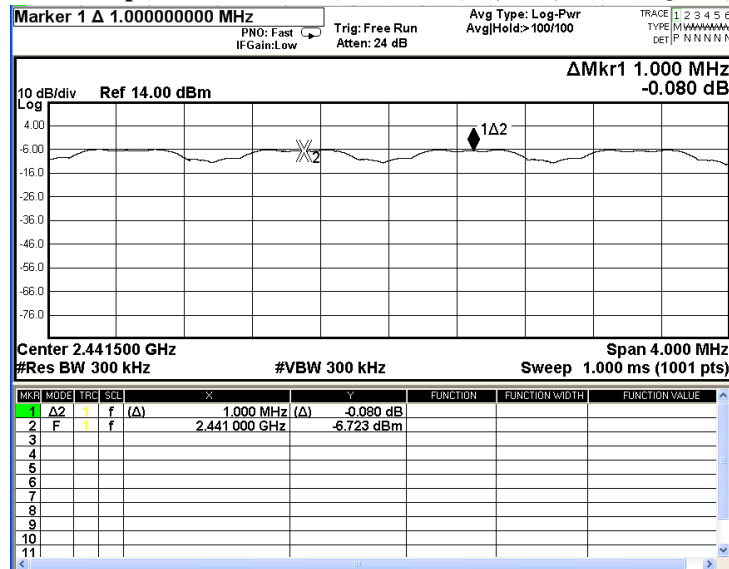 Marker 1 Δ 1.000000000 MHz
PNO: Fast
IFGain:Low
Trig: Free Run
Atten: 24 dB
Avg Type: Log-Pwr
Avg|Hold:>100/100
TRACE 1 2 3 4 5 6
TYPE M
DET P N N N N
ΔMkr1 1.000 MHz
-0.080 dB
10 dB/div Ref 14.00 dBm
Log
4.00
-6.00
-16.0
-26.0
-36.0
-46.0
-56.0
-66.0
-76.0
1Δ2
2
Center 2.441500 GHz
Span 4.000 MHz
#Res BW 300 kHz
#VBW 300 kHz
Sweep 1.000 ms (1001 pts)
MKR MODE TRC SCL X Y FUNCTION FUNCTION WIDTH FUNCTION VALUE
1 Δ2 1 f (Δ) 1.000 MHz (Δ) -0.080 dB
2 F 1 f 2.441 000 GHz -6.723 dBm
3
4
5
6
7
8
9
10
11